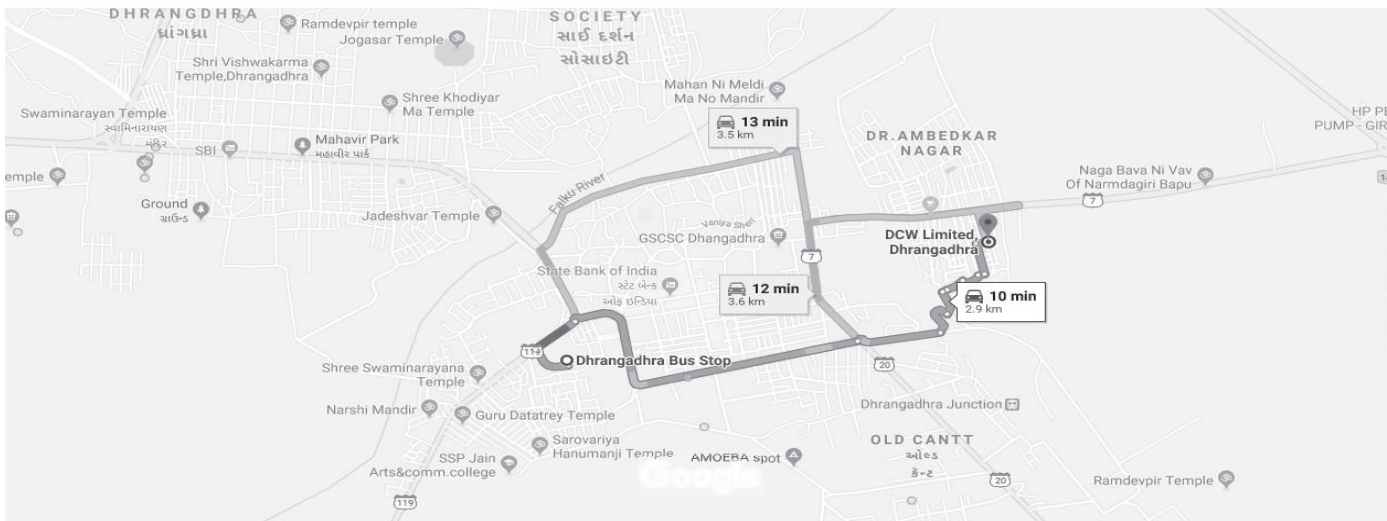 DHRANGDHRA
ધ્રાંગધ્રા
Ramdevpir temple
Jogasar Temple
SOCIETY
સાઈ દર્શન
સોસાઇટી
Shri Vishwakarma
Temple,Dhrangadhra
Mahan Ni Meldi
Ma No Mandir
Shree Khodiyar
Ma Temple
Swaminarayan Temple
સ્વામિનારાયણ
મંદિર
SBI
Mahavir Park
મહાવીર પાર્ક
13 min
3.5 km
DR.AMBEDKAR
NAGAR
HP PE
PUMP - GIR
emple
Naga Bava Ni Vav
Of Narmdagiri Bapu
7
Ground
ગ્રાઉન્ડ
Jadeshvar Temple
Falku River
Vaniya Sheri
GSCSC Dhangadhra
DCW Limited,
Dhrangadhra
7
State Bank of India
સ્ટેટ બેન્ક
ઓફ ઇન્ડિયા
12 min
3.6 km
10 min
2.9 km
Dhrangadhra Bus Stop
20
Shree Swaminarayana
Temple
Narshi Mandir
Guru Datatrey Temple
Dhrangadhra Junction
Sarovariya
Hanumanji Temple
OLD CANTT
ઓલ્ડ
કેન્ટ
SSP Jain
Arts&comm.college
AMOEBA spot
Google
Ramdevpir Temple
20
119